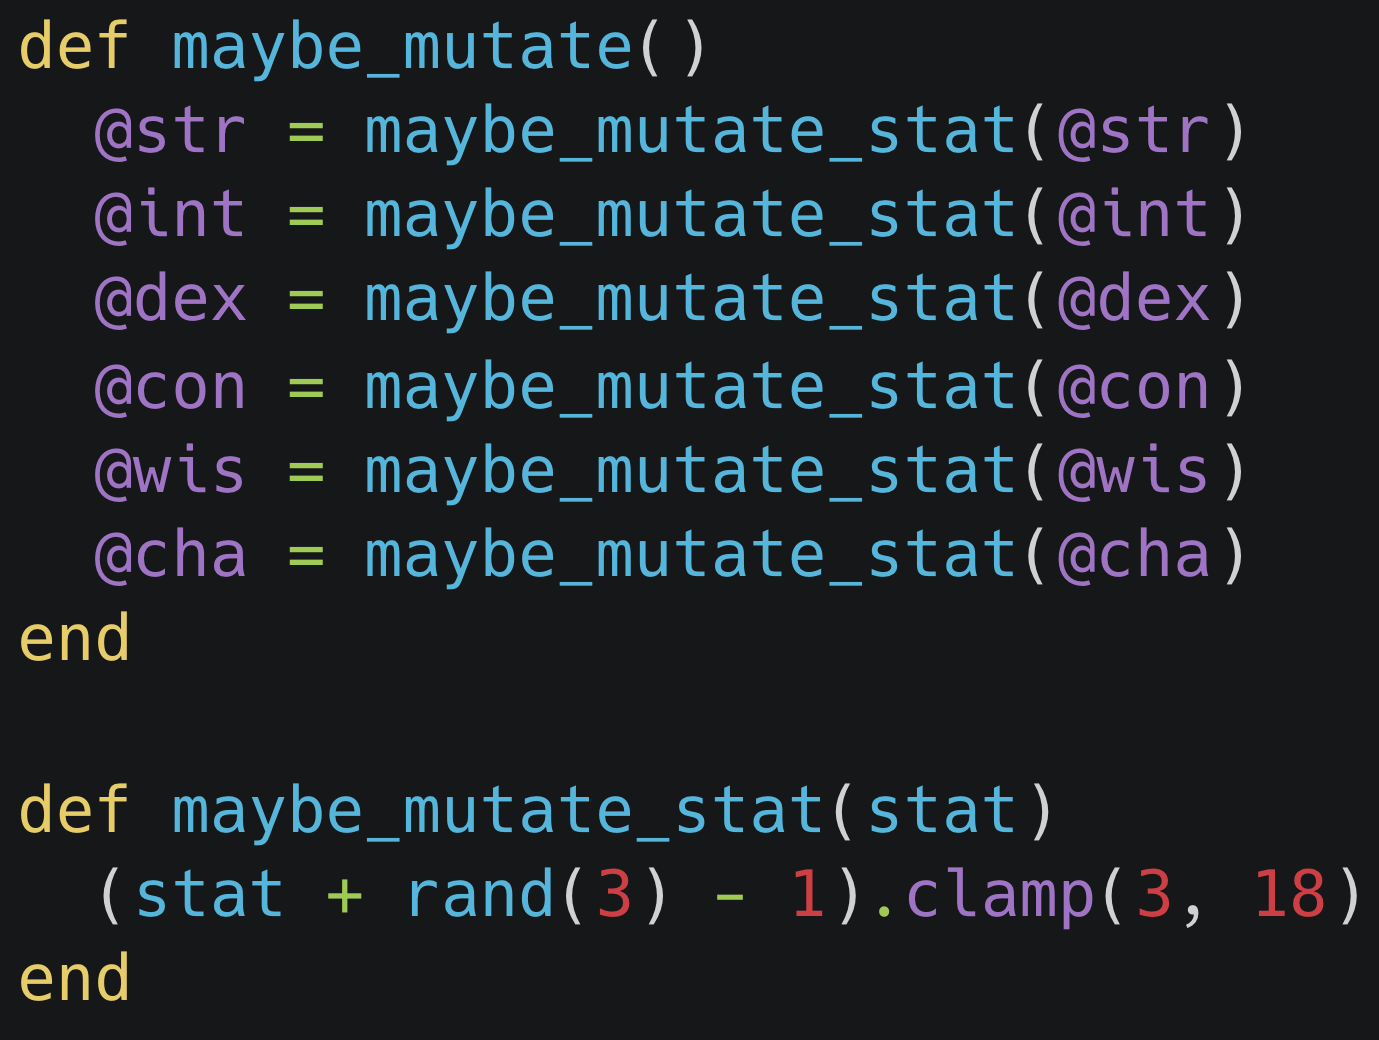 def maybe_mutate()
  @str = maybe_mutate_stat(@str)
  @int = maybe_mutate_stat(@int)
  @dex = maybe_mutate_stat(@dex)
  @con = maybe_mutate_stat(@con)
  @wis = maybe_mutate_stat(@wis)
  @cha = maybe_mutate_stat(@cha)
end

def maybe_mutate_stat(stat)
  (stat + rand(3) - 1).clamp(3, 18)
end